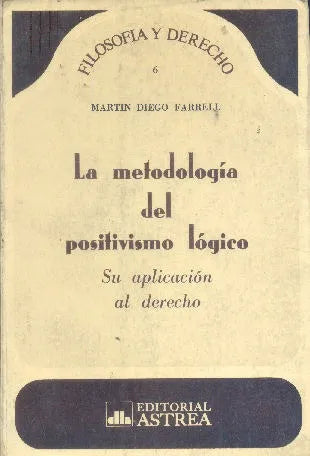 FILOSOFIA Y DERECHO
6
MARTIN DIEGO FARRELL
La metodología
del
positivismo lógico
Su aplicación
al derecho
EDITORIAL
ASTREA